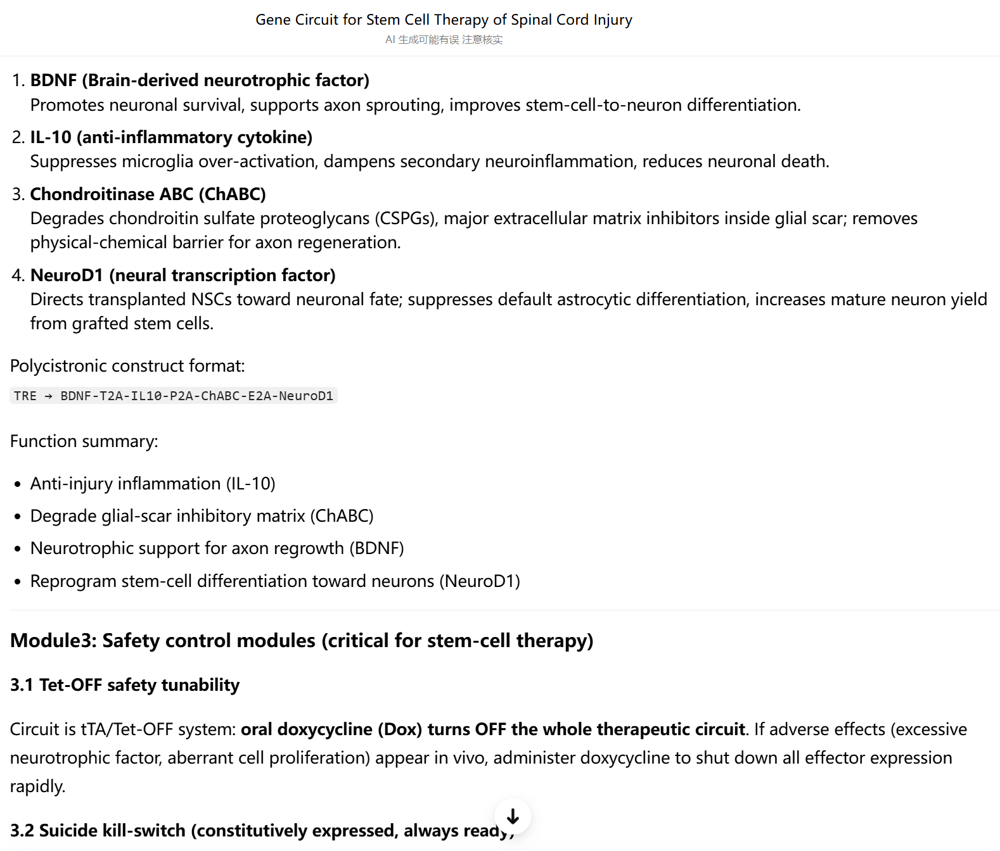 Gene Circuit for Stem Cell Therapy of Spinal Cord Injury
AI 生成可能有误 注意核实
1. BDNF (Brain-derived neurotrophic factor)
Promotes neuronal survival, supports axon sprouting, improves stem-cell-to-neuron differentiation.
2. IL-10 (anti-inflammatory cytokine)
Suppresses microglia over-activation, dampens secondary neuroinflammation, reduces neuronal death.
3. Chondroitinase ABC (ChABC)
Degrades chondroitin sulfate proteoglycans (CSPGs), major extracellular matrix inhibitors inside glial scar; removes
physical-chemical barrier for axon regeneration.
4. NeuroD1 (neural transcription factor)
Directs transplanted NSCs toward neuronal fate; suppresses default astrocytic differentiation, increases mature neuron yield
from grafted stem cells.
Polycistronic construct format:
TRE → BDNF-T2A-IL10-P2A-ChABC-E2A-NeuroD1
Function summary:
• Anti-injury inflammation (IL-10)
• Degrade glial-scar inhibitory matrix (ChABC)
• Neurotrophic support for axon regrowth (BDNF)
• Reprogram stem-cell differentiation toward neurons (NeuroD1)
Module3: Safety control modules (critical for stem-cell therapy)
3.1 Tet-OFF safety tunability
Circuit is tTA/Tet-OFF system: oral doxycycline (Dox) turns OFF the whole therapeutic circuit. If adverse effects (excessive
neurotrophic factor, aberrant cell proliferation) appear in vivo, administer doxycycline to shut down all effector expression
rapidly.
3.2 Suicide kill-switch (constitutively expressed, always ready)